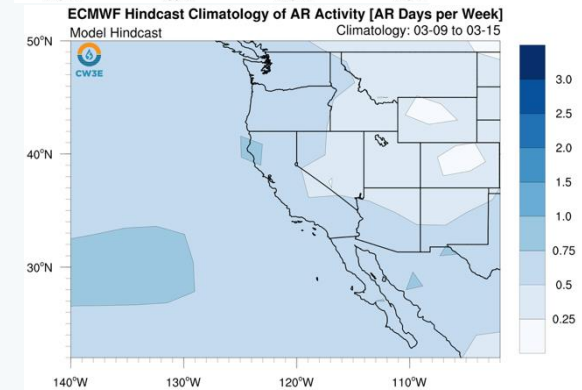 ECMWF Hindcast Climatology of AR Activity [AR Days per Week]
Model Hindcast
Climatology: 03-09 to 03-15
CW3E
50°N
40°N
30°N
140°W
130°W
120°W
110°W
3.0
2.5
2.0
1.5
1.0
0.75
0.5
0.25